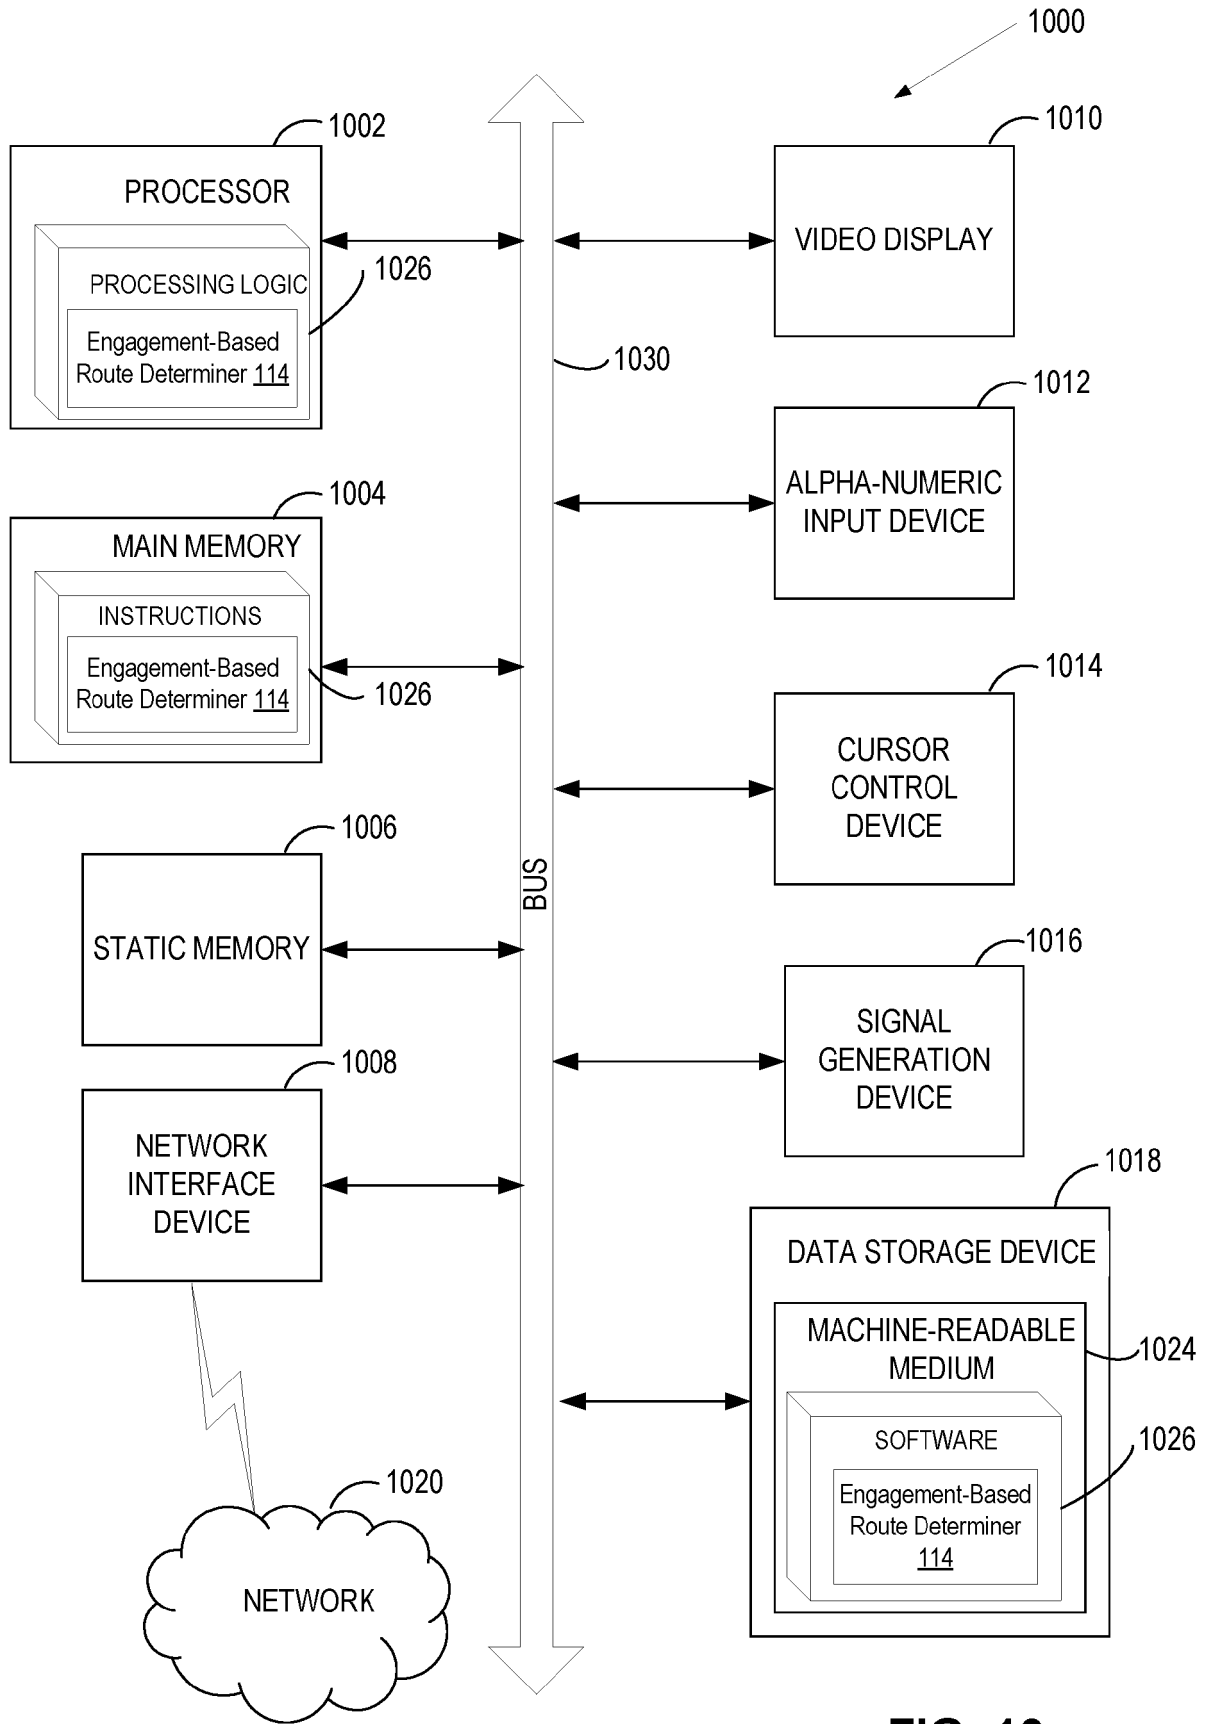 1000
1002
PROCESSOR
PROCESSING LOGIC
1026
Engagement-Based
Route Determiner 114
1004
MAIN MEMORY
INSTRUCTIONS
Engagement-Based
Route Determiner 114
1026
1006
STATIC MEMORY
1008
NETWORK
INTERFACE
DEVICE
1020
NETWORK
BUS
1030
1010
VIDEO DISPLAY
1012
ALPHA-NUMERIC
INPUT DEVICE
1014
CURSOR
CONTROL
DEVICE
1016
SIGNAL
GENERATION
DEVICE
1018
DATA STORAGE DEVICE
MACHINE-READABLE
MEDIUM
1024
SOFTWARE
1026
Engagement-Based
Route Determiner
114